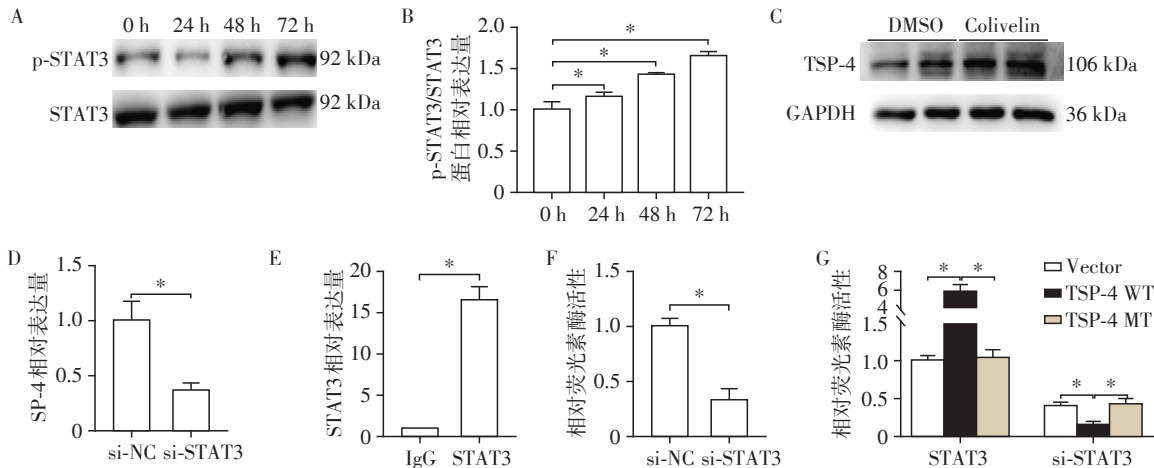 A
0 h 24 h 48 h 72 h
p-STAT3
92 kDa
STAT3
92 kDa
B
p-STAT3/STAT3
蛋白相对表达量
2.0
1.5
1.0
0.5
0
*
*
*
0 h 24 h 48 h 72 h
C
DMSO Colivelin
TSP-4
106 kDa
GAPDH
36 kDa
D
SP-4相对表达量
1.5
1.0
0.5
0
*
si-NC si-STAT3
E
STAT3相对表达量
20
15
10
5
0
*
IgG STAT3
F
相对荧光素酶活性
1.5
1.0
0.5
0
*
si-NC si-STAT3
G
相对荧光素酶活性
8
6
4
2
1.5
1.0
0.5
0
* *
* *
STAT3 si-STAT3
Vector
TSP-4 WT
TSP-4 MT